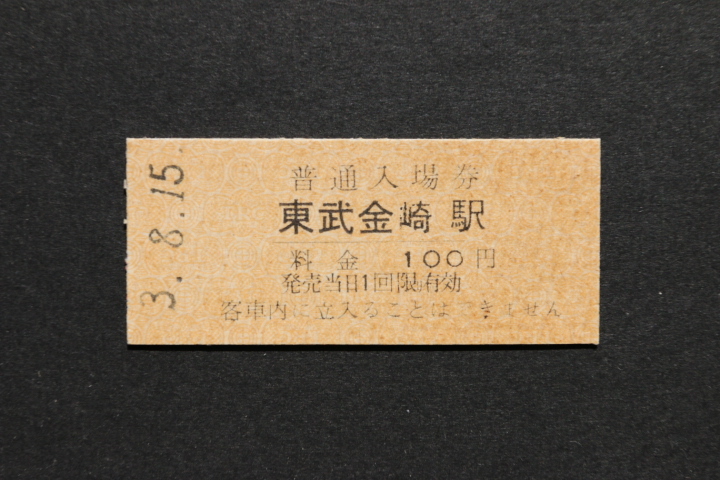 3. 8. 15.
普通入場券
東武金崎駅
料金 100円
発売当日1回限り有効
客車内に立入ることはできません